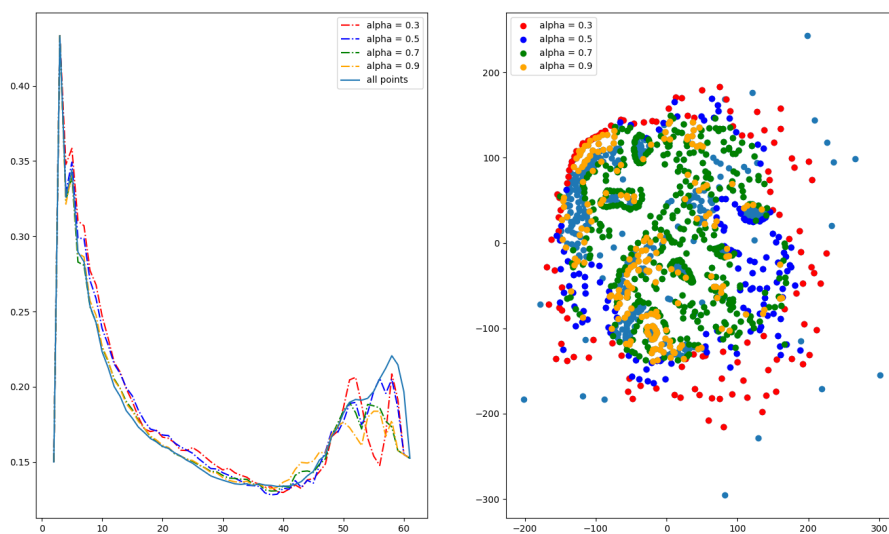 alpha = 0.3
alpha = 0.5
alpha = 0.7
alpha = 0.9
all points
0.40
0.35
0.30
0.25
0.20
0.15
0
10
20
30
40
50
60
alpha = 0.3
alpha = 0.5
alpha = 0.7
alpha = 0.9
200
100
0
−100
−200
−300
−200
−100
0
100
200
300